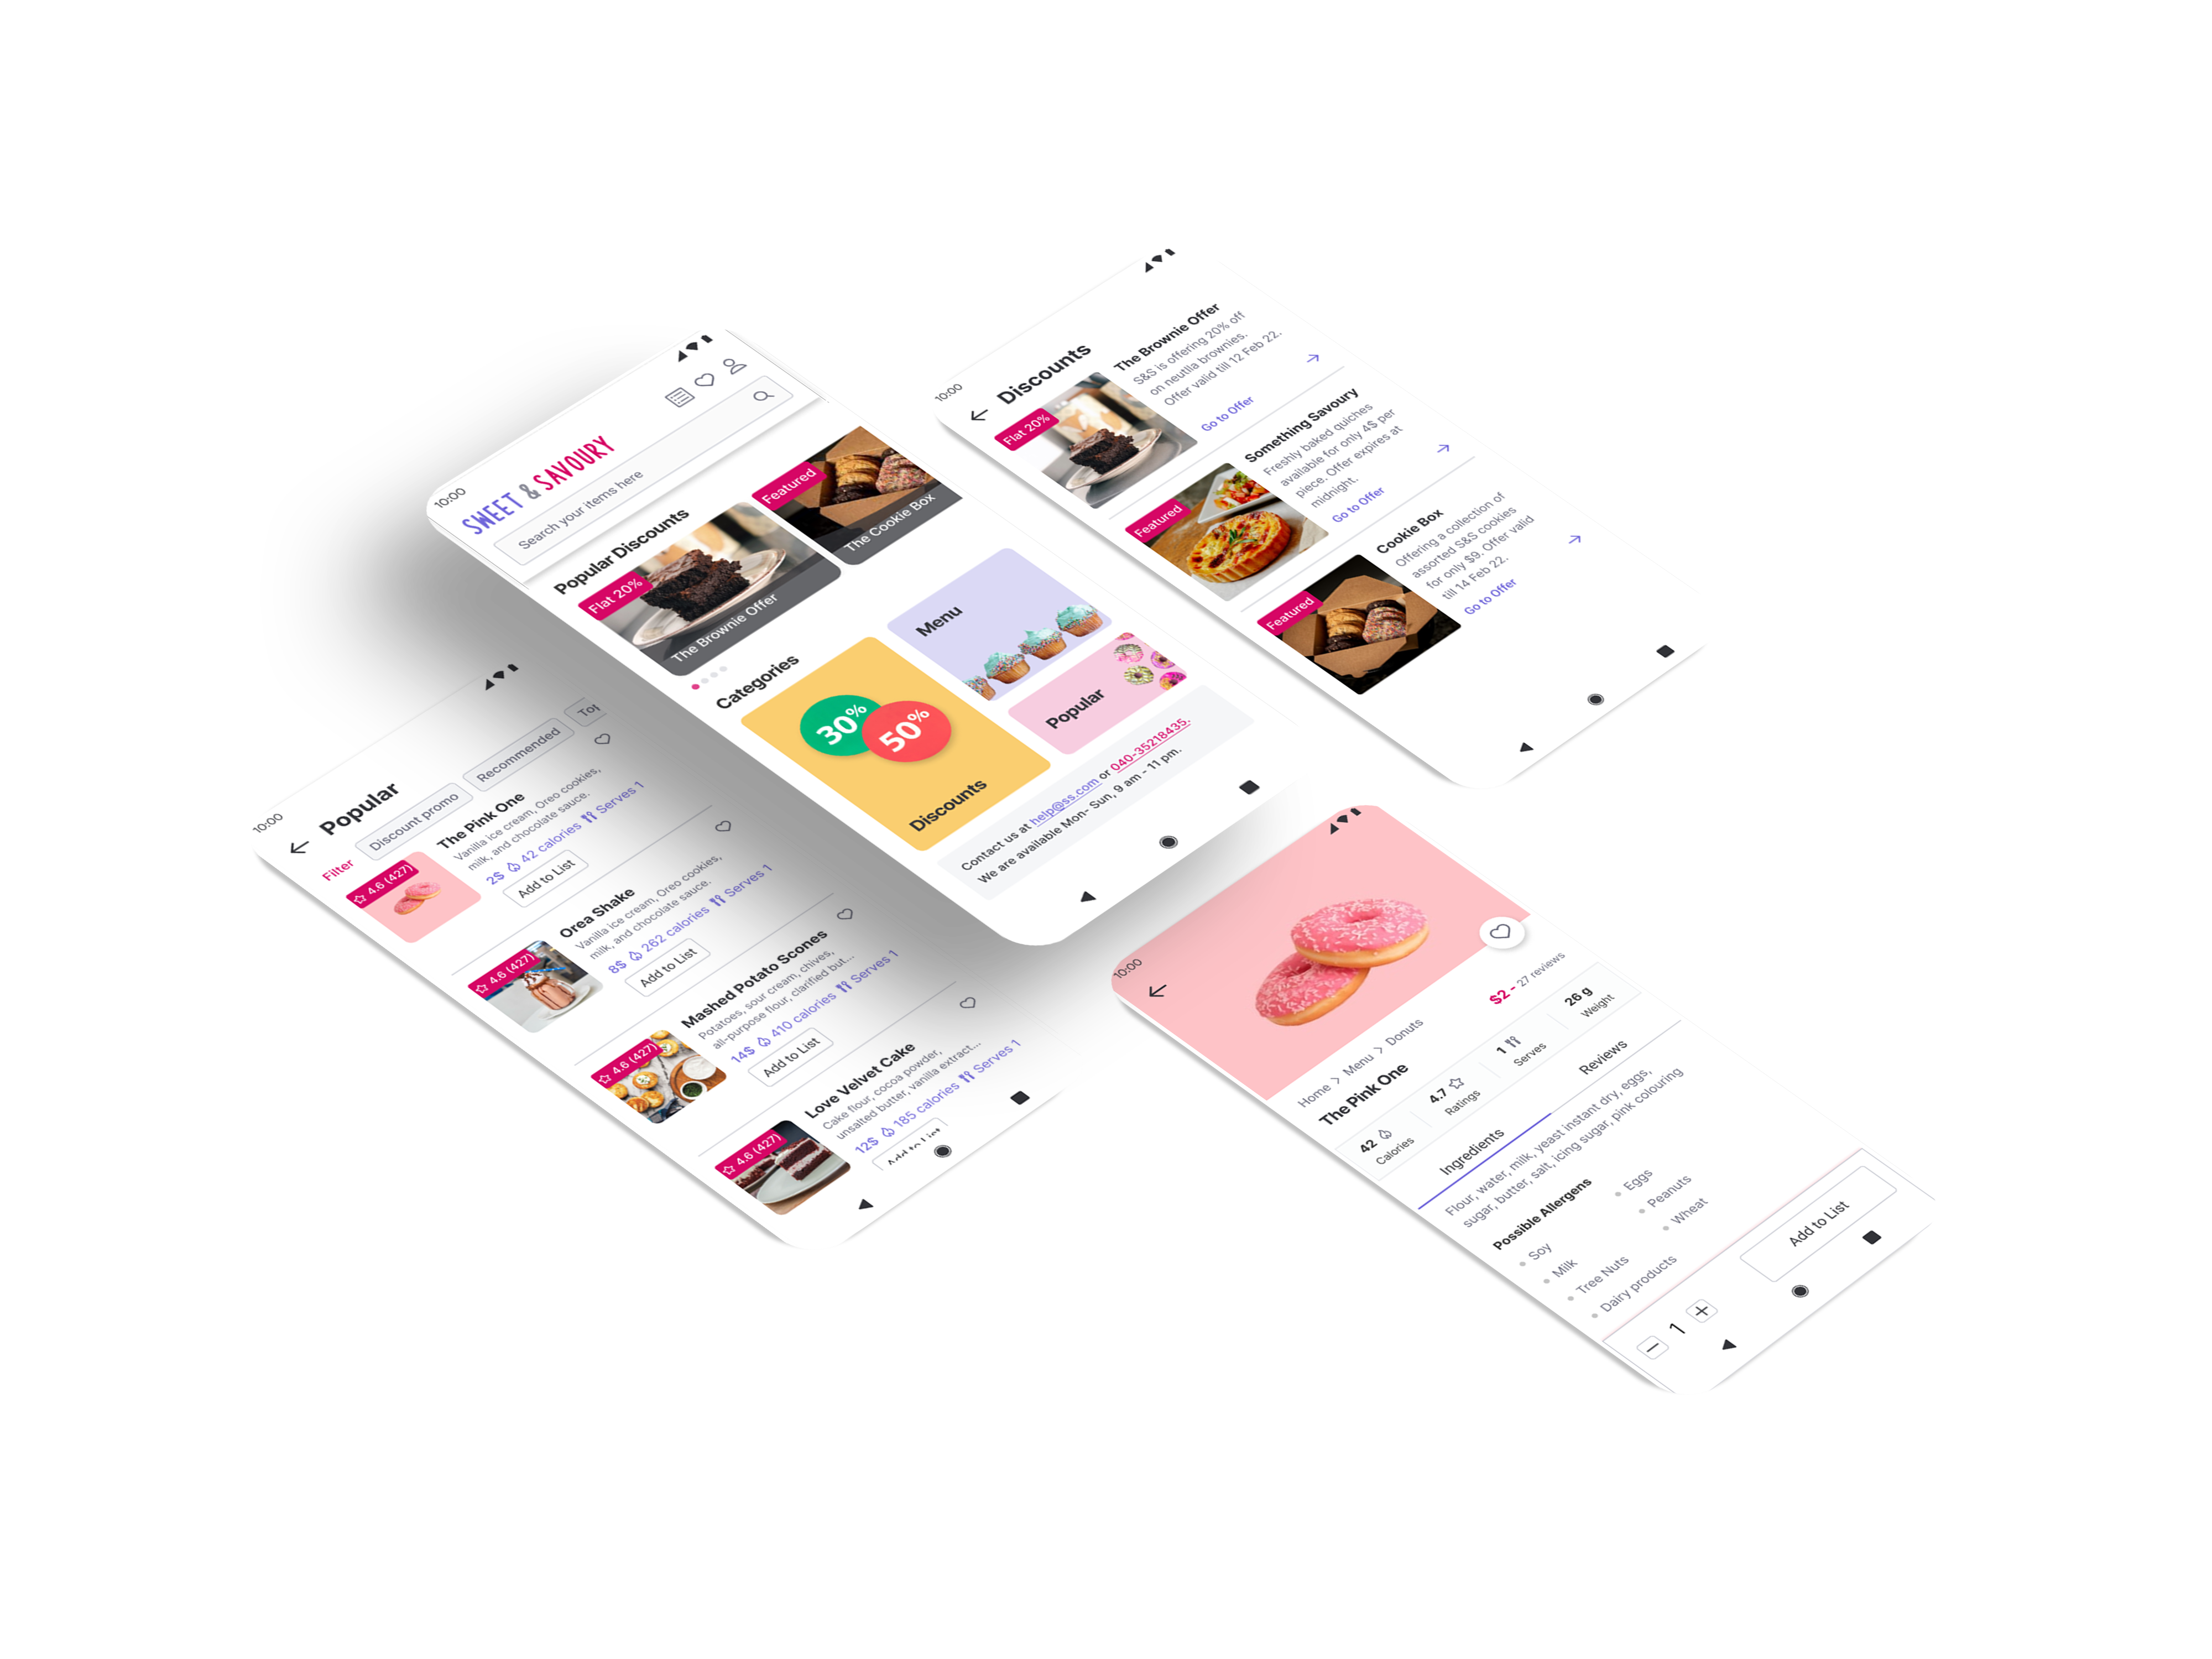 10:00
SWEET & SAVOURY
Search your items here
Popular Discounts
Flat 20%
The Brownie Offer
Featured
The Cookie Box
Categories
30%
50%
Discounts
Menu
Popular
Contact us at help@ss.com or 040-35218435.
We are available Mon- Sun, 9 am - 11 pm.
10:00
Discounts
Flat 20%
The Brownie Offer
S&S is offering 20% off
on neutlia brownies.
Offer valid till 12 Feb 22.
Go to Offer
Featured
Something Savoury
Freshly baked quiches
available for only 4$ per
piece. Offer expires at
midnight.
Go to Offer
Featured
Cookie Box
Offering a collection of
assorted S&S cookies
for only $9. Offer valid
till 14 Feb 22.
Go to Offer
10:00
Popular
Filter
Discount promo
Recommended
4.6 (427)
The Pink One
Vanilla ice cream, Oreo cookies,
milk, and chocolate sauce.
2$ 42 calories Serves 1
Add to List
4.6 (427)
Orea Shake
Vanilla ice cream, Oreo cookies,
milk, and chocolate sauce.
8$ 262 calories Serves 1
Add to List
4.6 (427)
Mashed Potato Scones
Potatoes, sour cream, chives,
all-purpose flour, clarified but...
14$ 410 calories Serves 1
Add to List
4.6 (427)
Love Velvet Cake
Cake flour, cocoa powder,
unsalted butter, vanilla extract...
12$ 185 calories Serves 1
Add to List
10:00
Home > Menu > Donuts
The Pink One
$2 - 27 reviews
42
Calories
4.7
Ratings
1
Serves
26 g
Weight
Ingredients
Reviews
Flour, water, milk, yeast instant dry, eggs,
sugar, butter, salt, icing sugar, pink colouring
Possible Allergens
Soy
Milk
Tree Nuts
Dairy products
Eggs
Peanuts
Wheat
1
Add to List